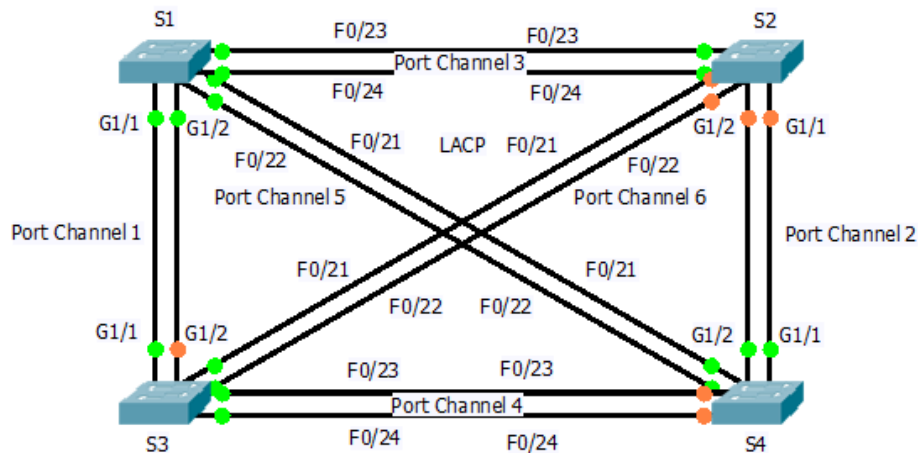 S1
S2
F0/23
F0/23
Port Channel 3
F0/24
F0/24
G1/1
G1/2
F0/22
F0/21
LACP
F0/21
F0/22
G1/2
G1/1
Port Channel 5
Port Channel 6
Port Channel 1
Port Channel 2
F0/21
F0/22
F0/22
F0/21
G1/1
G1/2
G1/2
G1/1
F0/23
F0/23
Port Channel 4
F0/24
F0/24
S3
S4